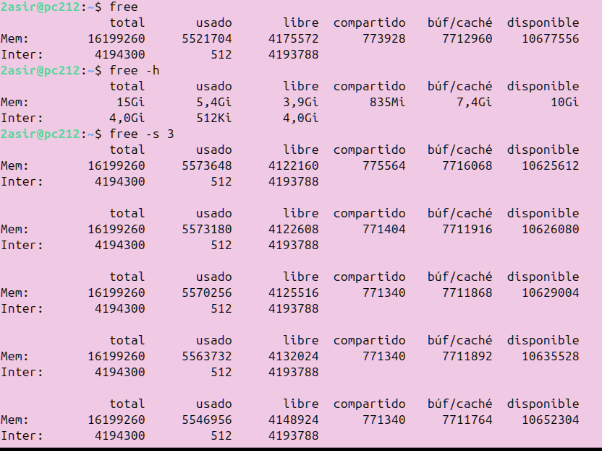 2asir@pc212:~$ free
total usado libre compartido búf/caché disponible
Mem: 16199260 5521704 4175572 773928 7712960 10677556
Inter: 4194300 512 4193788
2asir@pc212:~$ free -h
total usado libre compartido búf/caché disponible
Mem: 15Gi 5,4Gi 3,9Gi 835Mi 7,4Gi 10Gi
Inter: 4,0Gi 512Ki 4,0Gi
2asir@pc212:~$ free -s 3
total usado libre compartido búf/caché disponible
Mem: 16199260 5573648 4122160 775564 7716068 10625612
Inter: 4194300 512 4193788
total usado libre compartido búf/caché disponible
Mem: 16199260 5573180 4122608 771404 7711912 10626080
Inter: 4194300 512 4193788
total usado libre compartido búf/caché disponible
Mem: 16199260 5570256 4125516 771340 7711868 10629004
Inter: 4194300 512 4193788
total usado libre compartido búf/caché disponible
Mem: 16199260 5563732 4132024 771340 7711892 10635528
Inter: 4194300 512 4193788
total usado libre compartido búf/caché disponible
Mem: 16199260 5546956 4148924 771340 7711764 10652304
Inter: 4194300 512 4193788